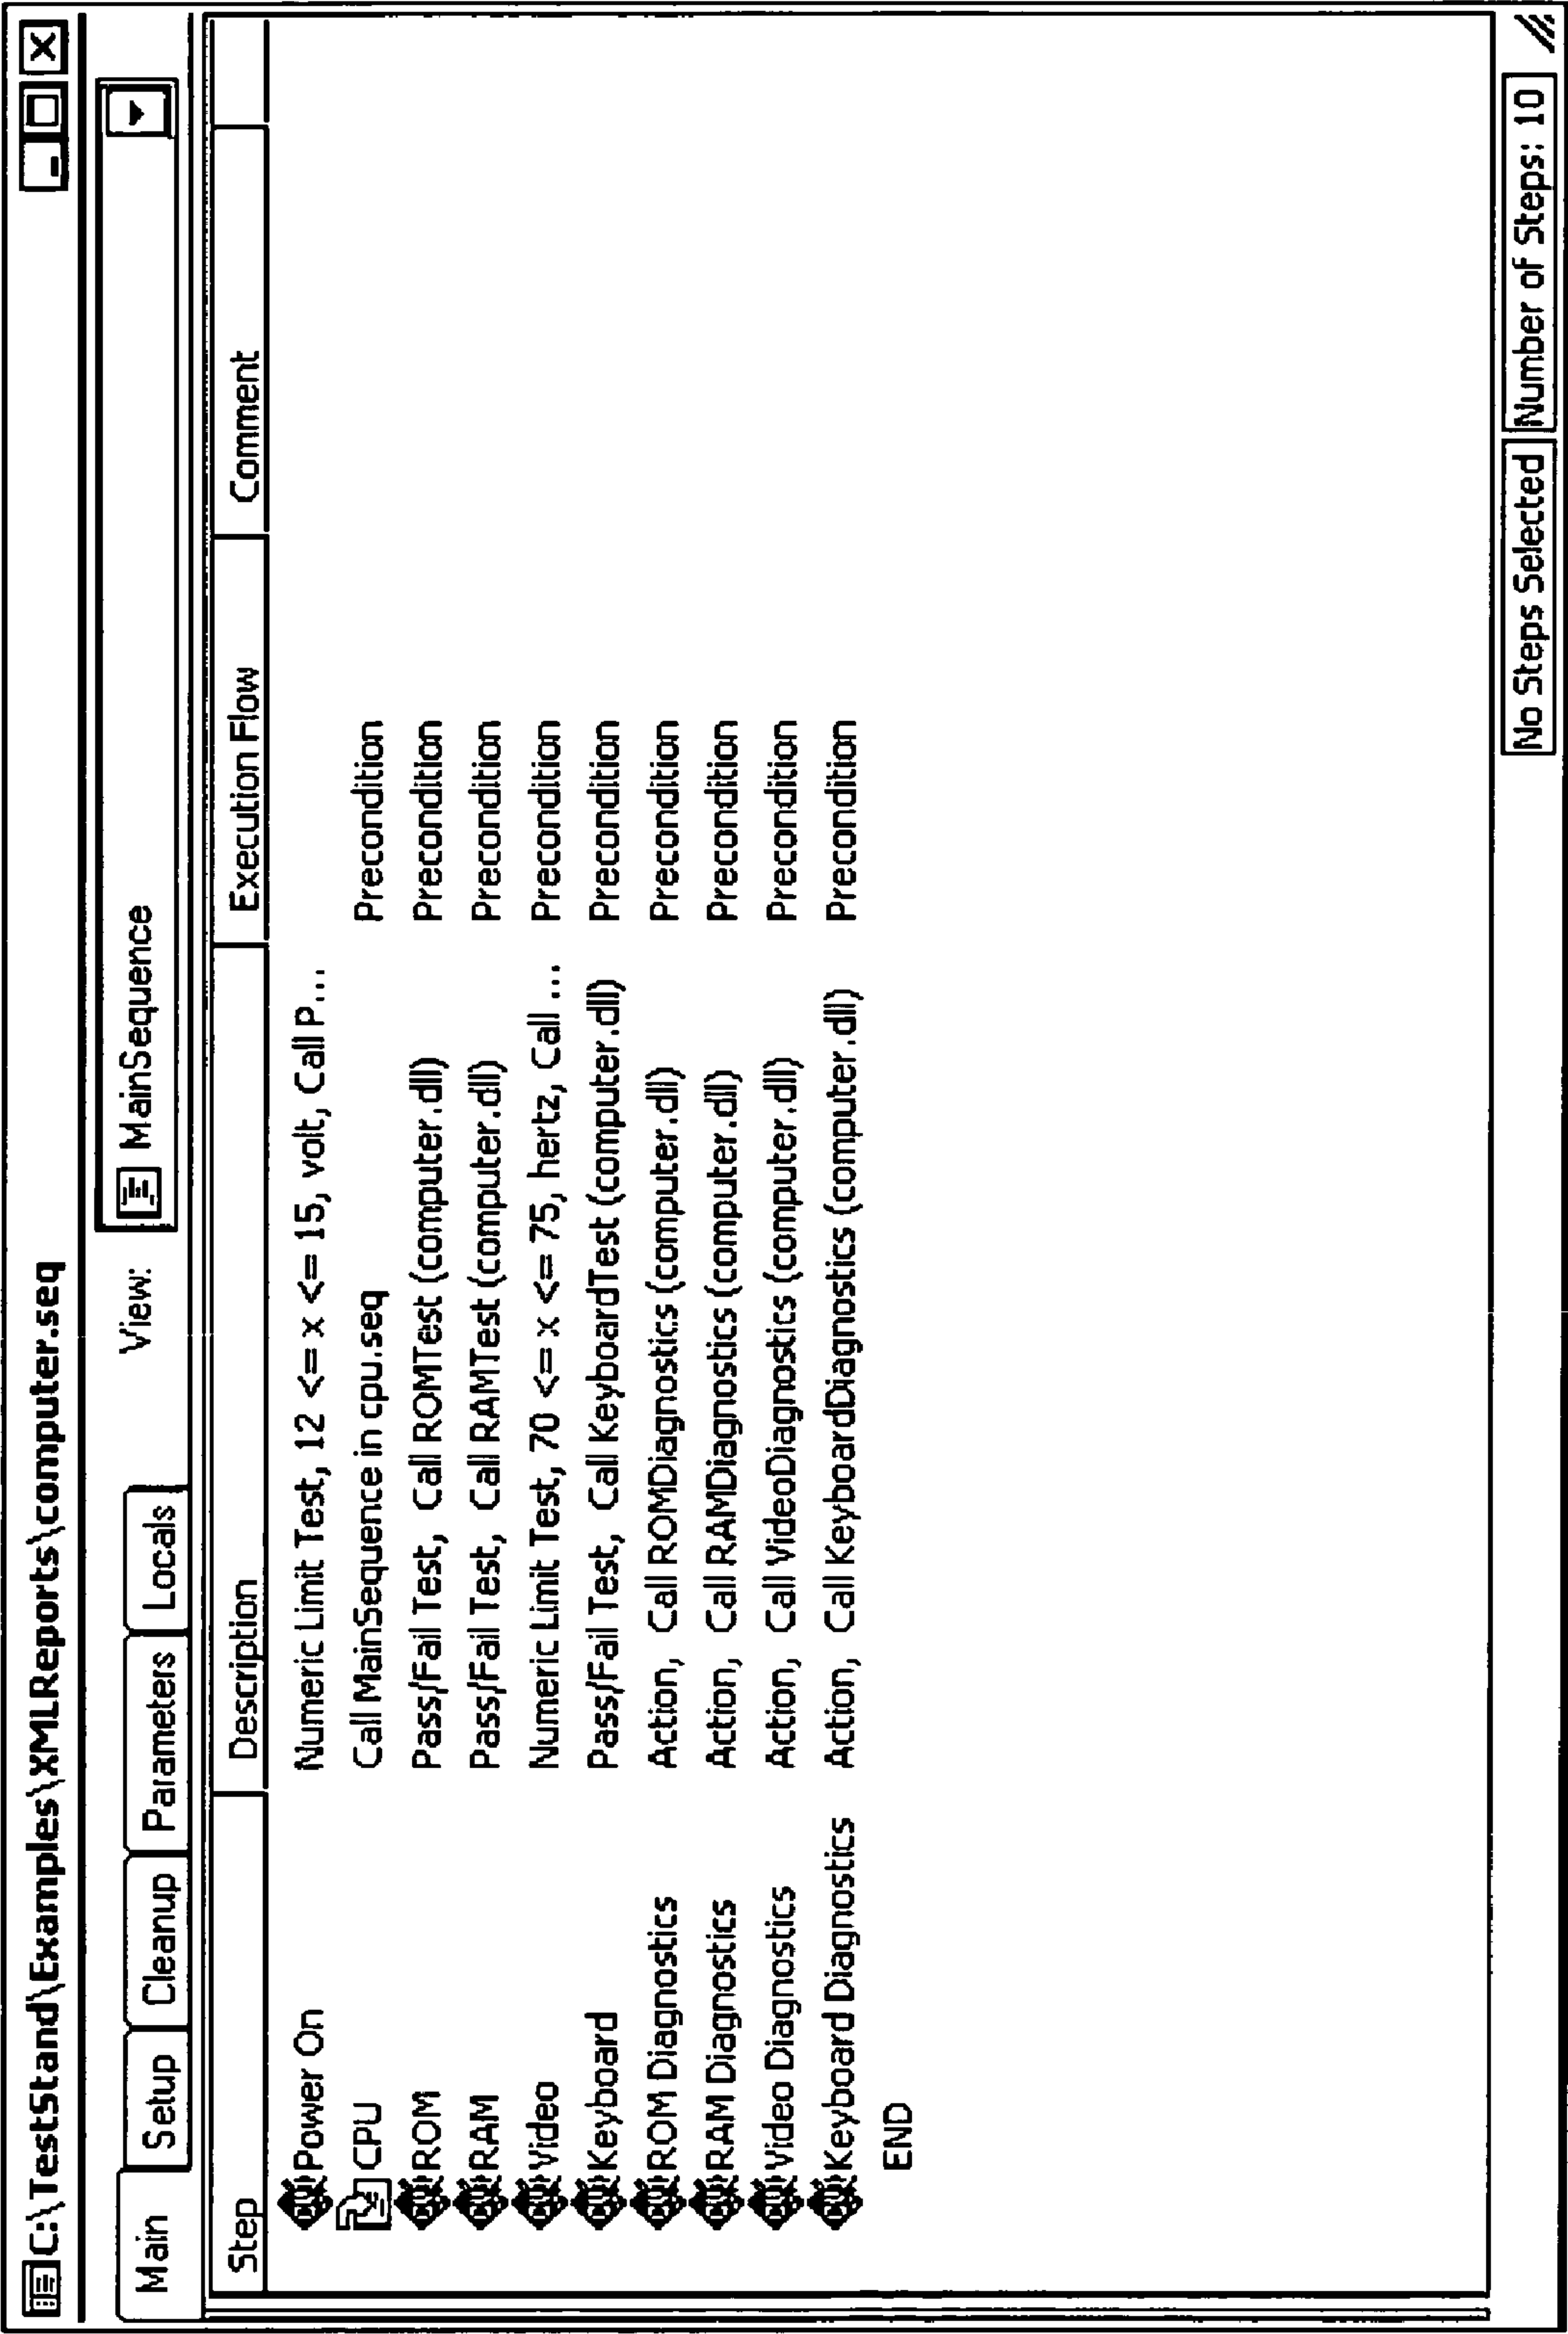 C:\TestStand\Examples\XMLReports\computer.seq
Main Setup Cleanup Parameters Locals View: MainSequence
Step Description Execution Flow Comment
Power On Numeric Limit Test, 12 <= x <= 15, volt, Call P...
CPU Call MainSequence in cpu.seq Precondition
ROM Pass/Fail Test, Call ROMTest (computer.dll) Precondition
RAM Pass/Fail Test, Call RAMTest (computer.dll) Precondition
Video Numeric Limit Test, 70 <= x <= 75, hertz, Call ... Precondition
Keyboard Pass/Fail Test, Call KeyboardTest (computer.dll) Precondition
ROM Diagnostics Action, Call ROMDiagnostics (computer.dll) Precondition
RAM Diagnostics Action, Call RAMDiagnostics (computer.dll) Precondition
Video Diagnostics Action, Call VideoDiagnostics (computer.dll) Precondition
Keyboard Diagnostics Action, Call KeyboardDiagnostics (computer.dll) Precondition
END
No Steps Selected Number of Steps: 10